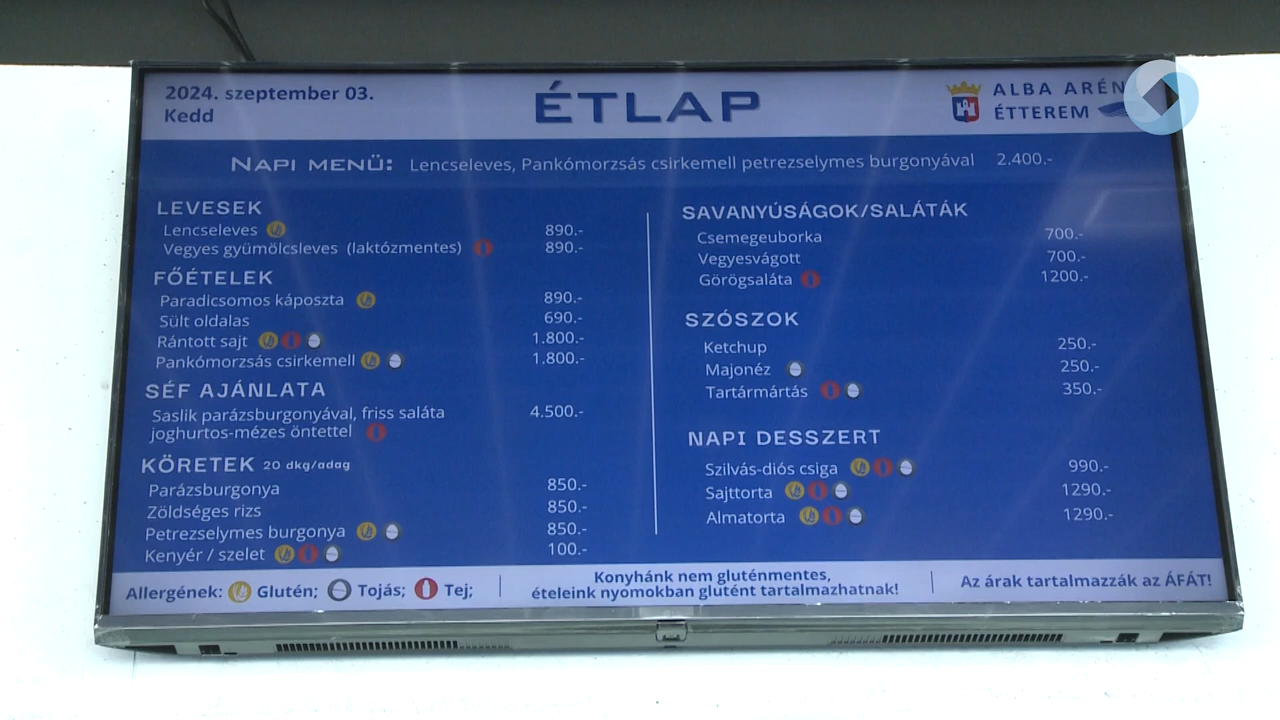 2024. szeptember 03.
Kedd
ÉTLAP
ALBA ARÉN
ÉTTEREM
NAPI MENÜ: Lencseleves, Pankómorzsás csirkemell petrezselymes burgonyával 2.400.-
LEVESEK
Lencseleves 890.-
Vegyes gyümölcsleves (laktózmentes) 890.-
FŐÉTELEK
Paradicsomos káposzta 890.-
Sült oldalas 690.-
Rántott sajt 1.800.-
Pankómorzsás csirkemell 1.800.-
SÉF AJÁNLATA
Saslik parázsburgonyával, friss saláta 4.500.-
joghurtos-mézes öntettel
KÖRETEK 20 dkg/adag
Parázsburgonya 850.-
Zöldséges rizs 850.-
Petrezselymes burgonya 850.-
Kenyér / szelet 100.-
SAVANYÚSÁGOK/SALÁTÁK
Csemegeuborka 700.-
Vegyesvágott 700.-
Görögsaláta 1200.-
SZÓSZOK
Ketchup 250.-
Majonéz 250.-
Tartármártás 350.-
NAPI DESSZERT
Szilvás-diós csiga 990.-
Sajttorta 1290.-
Almatorta 1290.-
Allergének: Glutén; Tojás; Tej;
Konyhánk nem gluténmentes,
ételeink nyomokban glutént tartalmazhatnak!
Az árak tartalmazzák az ÁFÁT!